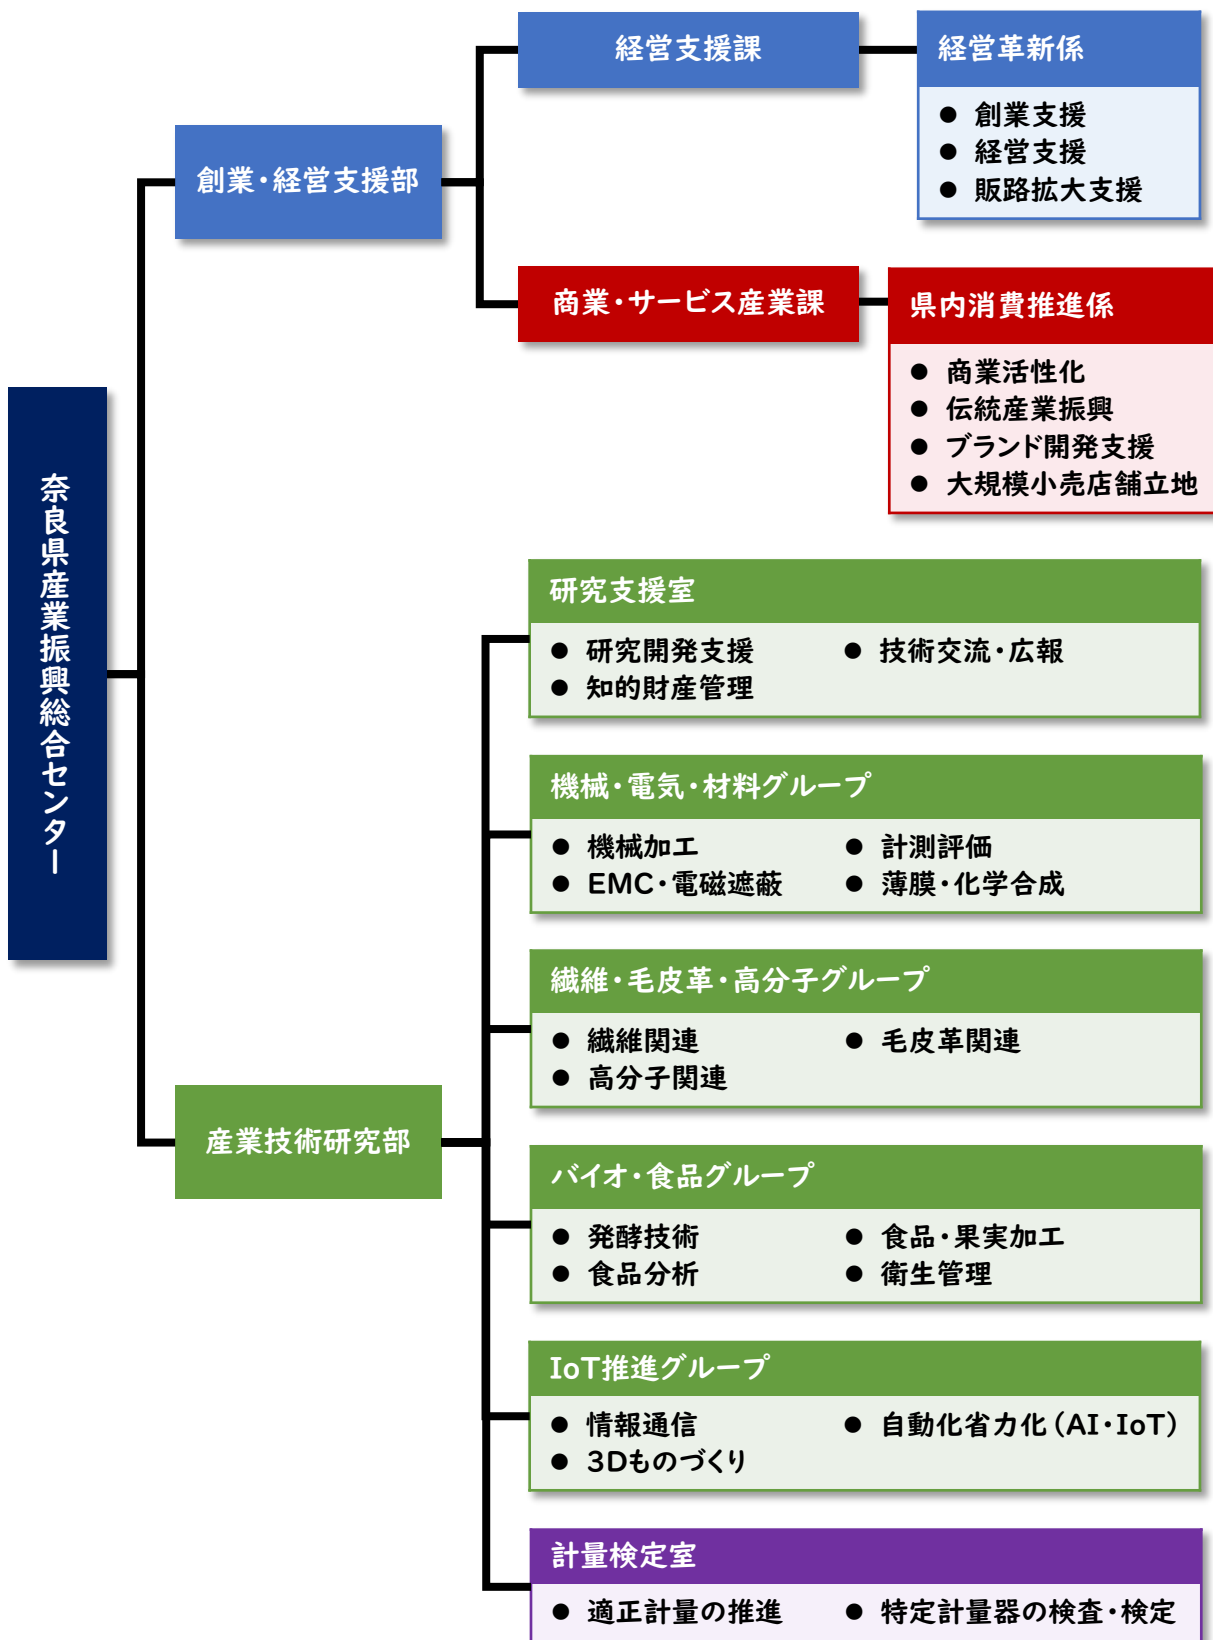 奈良県産業振興総合センター
創業・経営支援部
経営支援課
経営革新係
● 創業支援
● 経営支援
● 販路拡大支援
商業・サービス産業課
県内消費推進係
● 商業活性化
● 伝統産業振興
● ブランド開発支援
● 大規模小売店舗立地
産業技術研究部
研究支援室
● 研究開発支援 ● 技術交流・広報
● 知的財産管理
機械・電気・材料グループ
● 機械加工 ● 計測評価
● EMC・電磁遮蔽 ● 薄膜・化学合成
繊維・毛皮革・高分子グループ
● 繊維関連 ● 毛皮革関連
● 高分子関連
バイオ・食品グループ
● 発酵技術 ● 食品・果実加工
● 食品分析 ● 衛生管理
IoT推進グループ
● 情報通信 ● 自動化省力化（AI・IoT）
● 3Dものづくり
計量検定室
● 適正計量の推進 ● 特定計量器の検査・検定